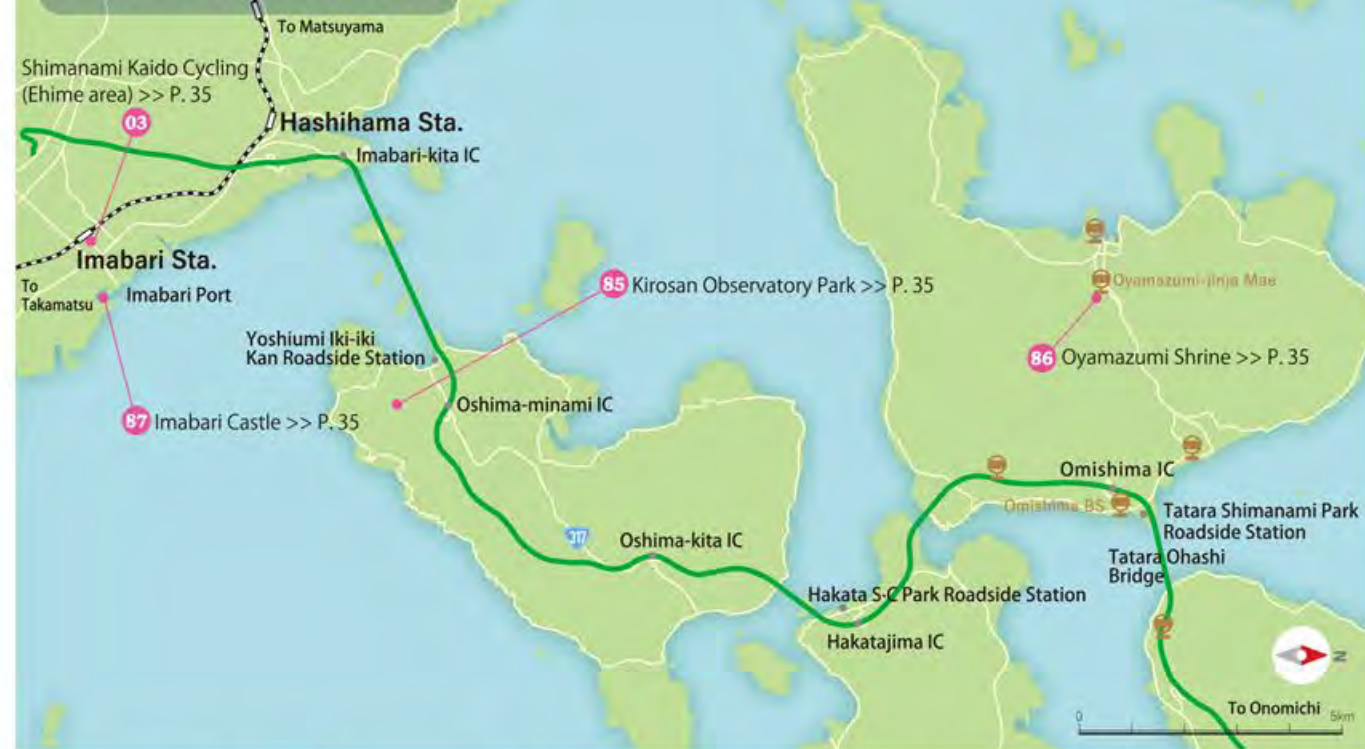 To Matsuyama
Shimanami Kaido Cycling
(Ehime area) >> P. 35
03
Hashihama Sta.
Imabari-kita IC
Imabari Sta.
To
Takamatsu
Imabari Port
85 Kirosan Observatory Park >> P. 35
Oyamazumi-jinja Mae
Yoshiumi Iki-iki
Kan Roadside Station
86 Oyamazumi Shrine >> P. 35
87 Imabari Castle >> P. 35
Oshima-minami IC
Omishima IC
Omishima BS
Tatara Shimanami Park
Roadside Station
317
Oshima-kita IC
Tatara Ohashi
Bridge
Hakata S-C Park Roadside Station
Hakatajima IC
N
To Onomichi
0
5km